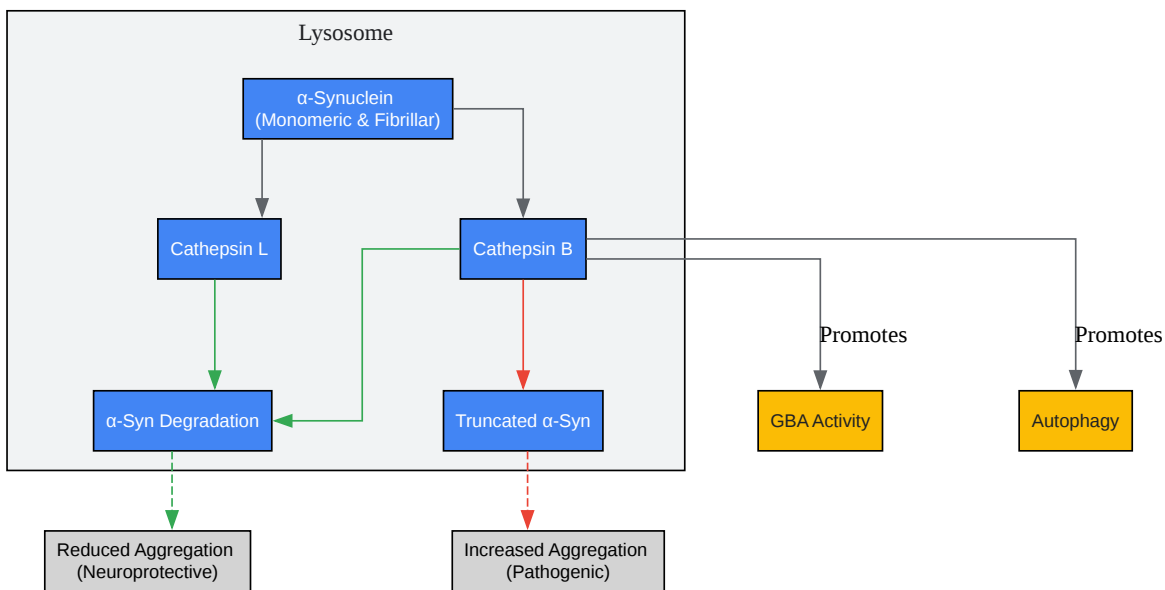 Lysosome
α-Synuclein
(Monomeric & Fibrillar)
Cathepsin L
Cathepsin B
Promotes
Promotes
α-Syn Degradation
Truncated α-Syn
GBA Activity
Autophagy
Reduced Aggregation
(Neuroprotective)
Increased Aggregation
(Pathogenic)